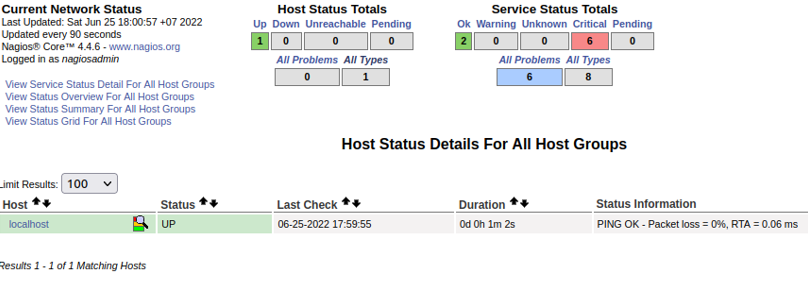 Current Network Status
Last Updated: Sat Jun 25 18:00:57 +07 2022
Updated every 90 seconds
Nagios® Core™ 4.4.6 - www.nagios.org
Logged in as nagiosadmin
View Service Status Detail For All Host Groups
View Status Overview For All Host Groups
View Status Summary For All Host Groups
View Status Grid For All Host Groups
Host Status Totals
Up Down Unreachable Pending
1 0 0 0
All Problems All Types
0 1
Service Status Totals
Ok Warning Unknown Critical Pending
2 0 0 6 0
All Problems All Types
6 8
Host Status Details For All Host Groups
Limit Results: 100
Host Status Last Check Duration Status Information
localhost UP 06-25-2022 17:59:55 0d 0h 1m 2s PING OK - Packet loss = 0%, RTA = 0.06 ms
Results 1 - 1 of 1 Matching Hosts